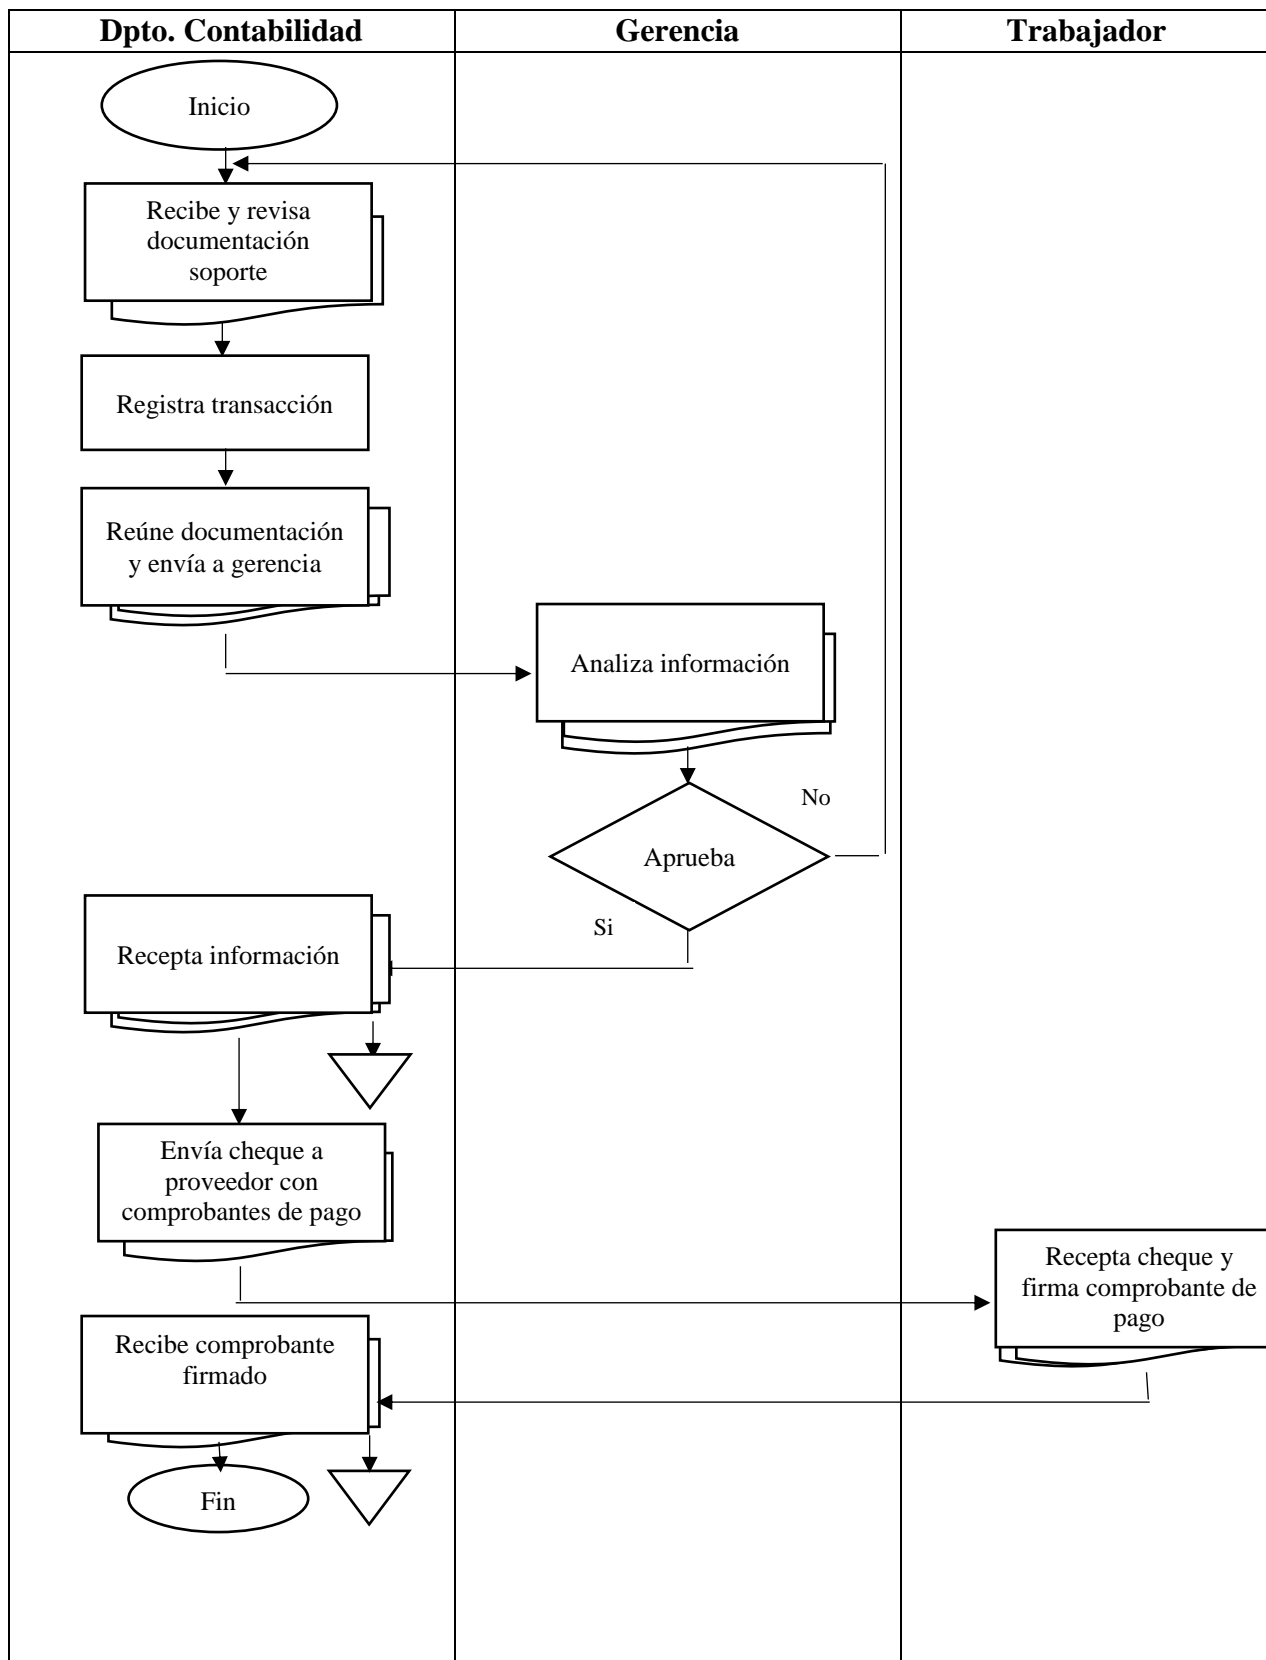 Dpto. Contabilidad
Gerencia
Trabajador
Inicio
Recibe y revisa
documentación
soporte
Registra transacción
Reúne documentación
y envía a gerencia
Analiza información
No
Aprueba
Si
Recepta información
Envía cheque a
proveedor con
comprobantes de pago
Recepta cheque y
firma comprobante de
pago
Recibe comprobante
firmado
Fin